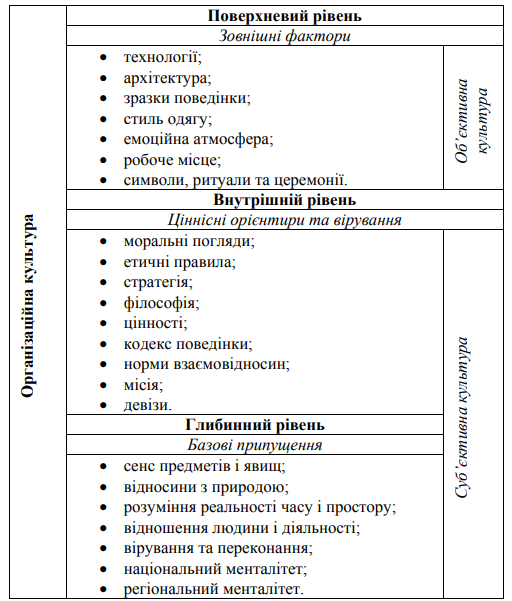 Організаційна культура
Поверхневий рівень
Зовнішні фактори
• технології;
• архітектура;
• зразки поведінки;
• стиль одягу;
• емоційна атмосфера;
• робоче місце;
• символи, ритуали та церемонії.
Об’єктивна
культура
Внутрішній рівень
Ціннісні орієнтири та вірування
• моральні погляди;
• етичні правила;
• стратегія;
• філософія;
• цінності;
• кодекс поведінки;
• норми взаємовідносин;
• місія;
• девізи.
Суб’єктивна культура
Глибинний рівень
Базові припущення
• сенс предметів і явищ;
• відносини з природою;
• розуміння реальності часу і простору;
• відношення людини і діяльності;
• вірування та переконання;
• національний менталітет;
• регіональний менталітет.